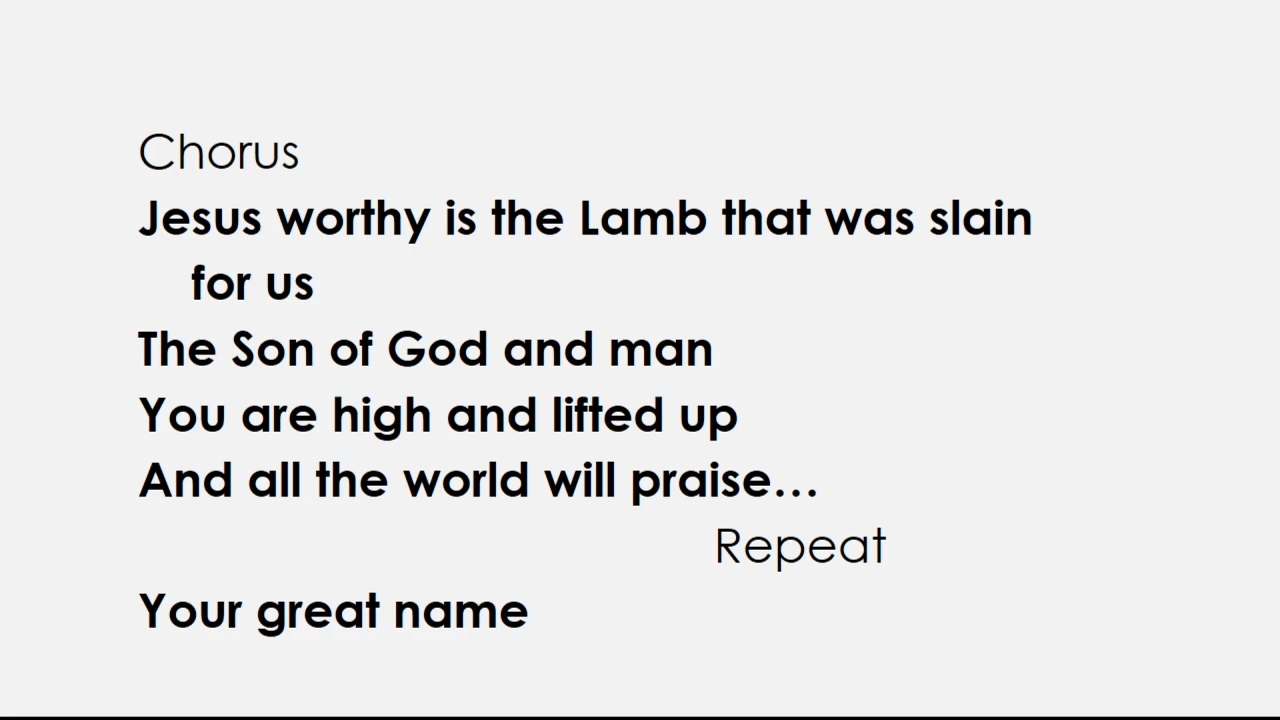 Chorus
Jesus worthy is the Lamb that was slain
for us
The Son of God and man
You are high and lifted up
And all the world will praise…
Repeat
Your great name